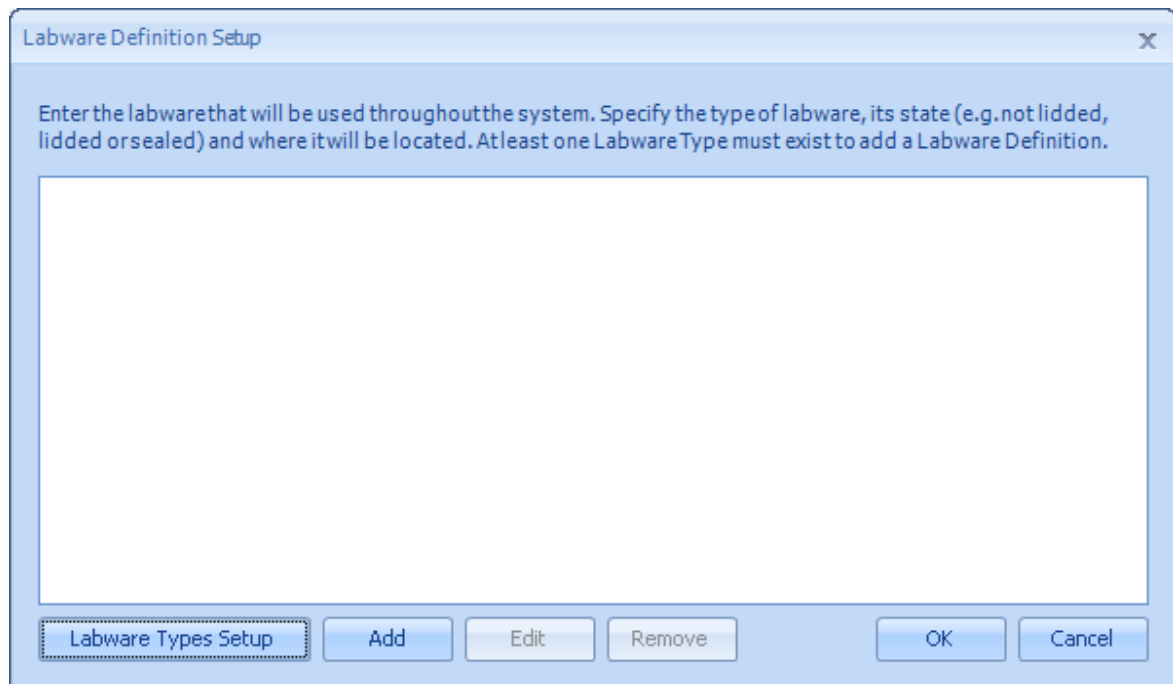 Labware Definition Setup
x
Enter the labware that will be used throughout the system. Specify the type of labware, its state (e.g. not lidded,
lidded or sealed) and where it will be located. At least one Labware Type must exist to add a Labware Definition.
Labware Types Setup Add Edit Remove OK Cancel